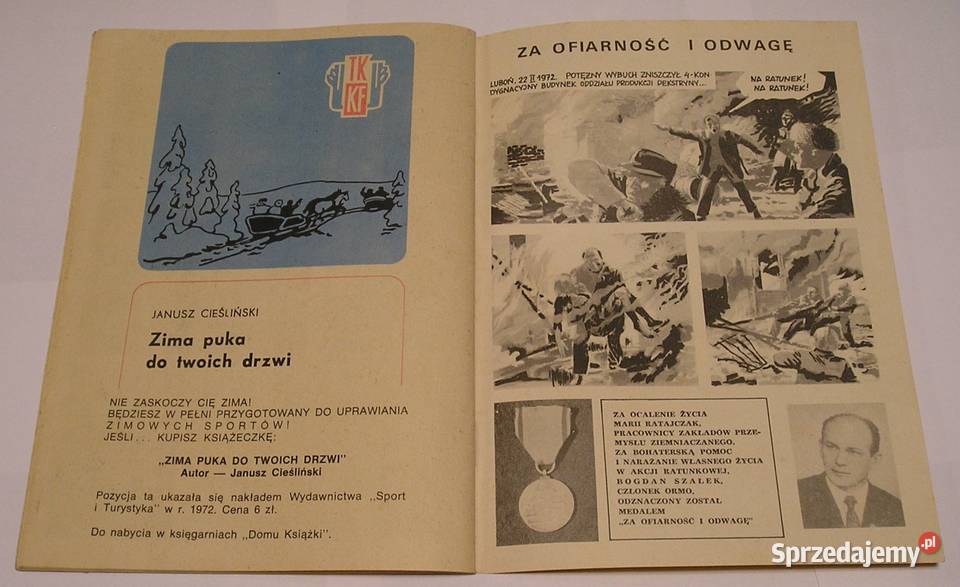 TK
KF
JANUSZ CIEŚLIŃSKI
Zima puka
do twoich drzwi
NIE ZASKOCZY CIĘ ZIMA!
BĘDZIESZ W PEŁNI PRZYGOTOWANY DO UPRAWIANIA
ZIMOWYCH SPORTÓW!
JEŚLI... KUPISZ KSIĄŻECZKĘ:
„ZIMA PUKA DO TWOICH DRZWI"
Autor — Janusz Cieśliński
Pozycja ta ukazała się nakładem Wydawnictwa „Sport
i Turystyka" w r. 1972. Cena 6 zł.
Do nabycia w księgarniach „Domu Książki".
ZA OFIARNOŚĆ I ODWAGĘ
LUBOŃ, 22 II 1972. POTĘŻNY WYBUCH ZNISZCZYŁ 4-KON
DYGNACYJNY BUDYNEK ODDZIAŁU PRODUKCJI DEKSTRYNY...
NA RATUNEK!
NA RATUNEK!
ZA OCALENIE ŻYCIA
MARII RATAJCZAK,
PRACOWNICY ZAKŁADÓW PRZE-
MYSŁU ZIEMNIACZANEGO,
ZA BOHATERSKĄ POMOC
I NARAŻANIE WŁASNEGO ŻYCIA
W AKCJI RATUNKOWEJ,
BOGDAN SZAŁEK,
CZŁONEK ORMO,
ODZNACZONY ZOSTAŁ
MEDALEM
„ZA OFIARNOŚĆ I ODWAGĘ"
Sprzedajemy.pl